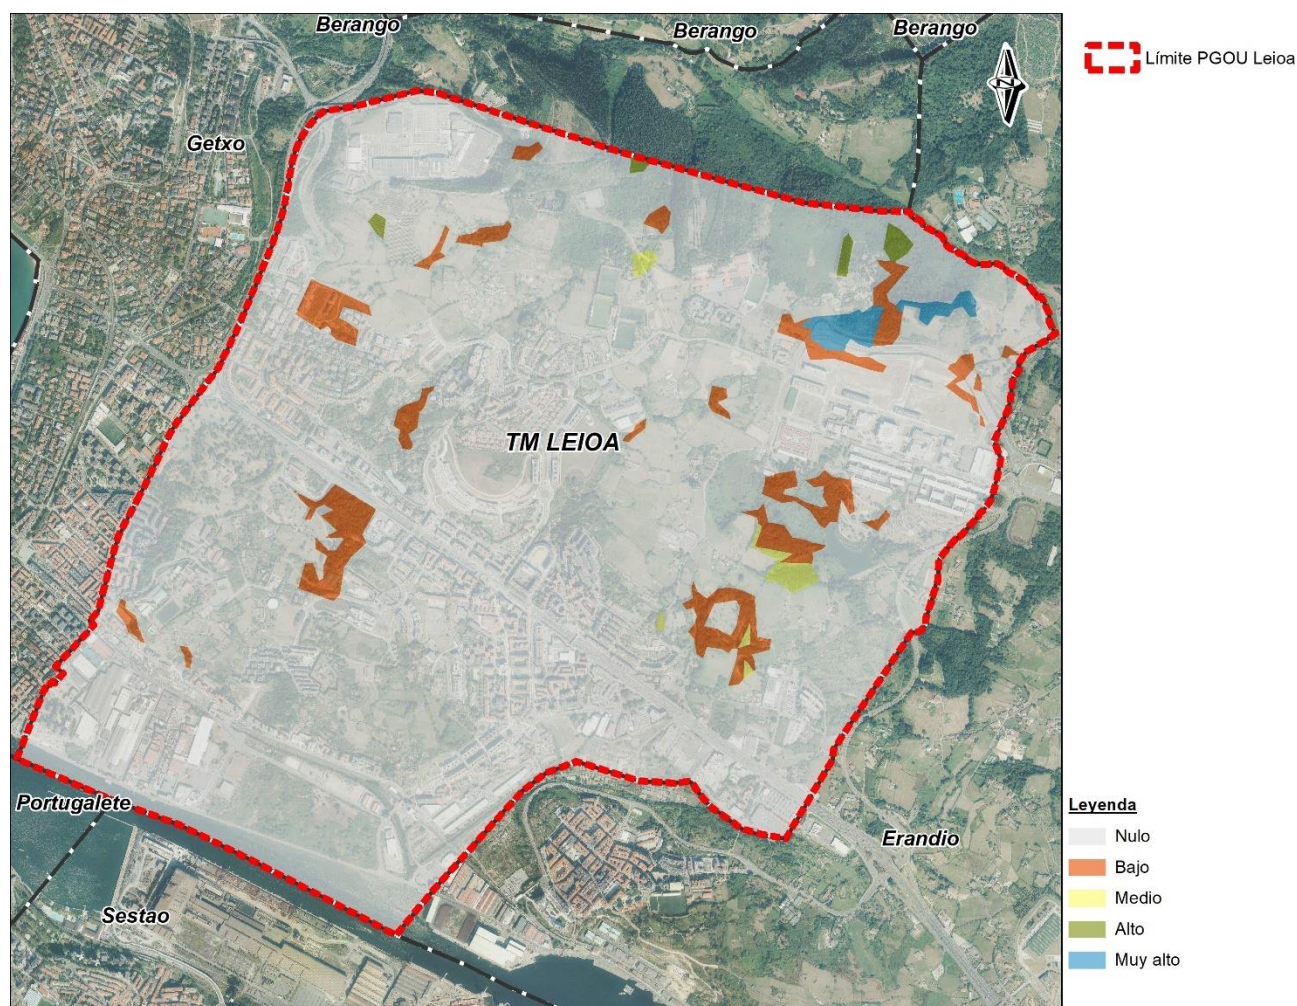 Berango
Berango
Berango
Límite PGOU Leioa
N
Getxo
TM LEIOA
Portugalete
Erandio
Sestao
Leyenda
Nulo
Bajo
Medio
Alto
Muy alto